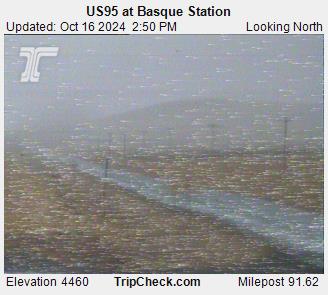 US95 at Basque Station
Updated: Oct 16 2024 2:50 PM Looking North
Elevation 4460 TripCheck.com Milepost 91.62